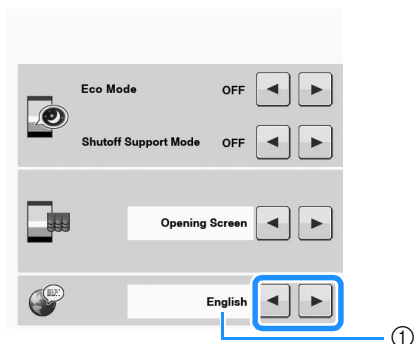 Eco Mode OFF
Shutoff Support Mode OFF
Opening Screen
English
①